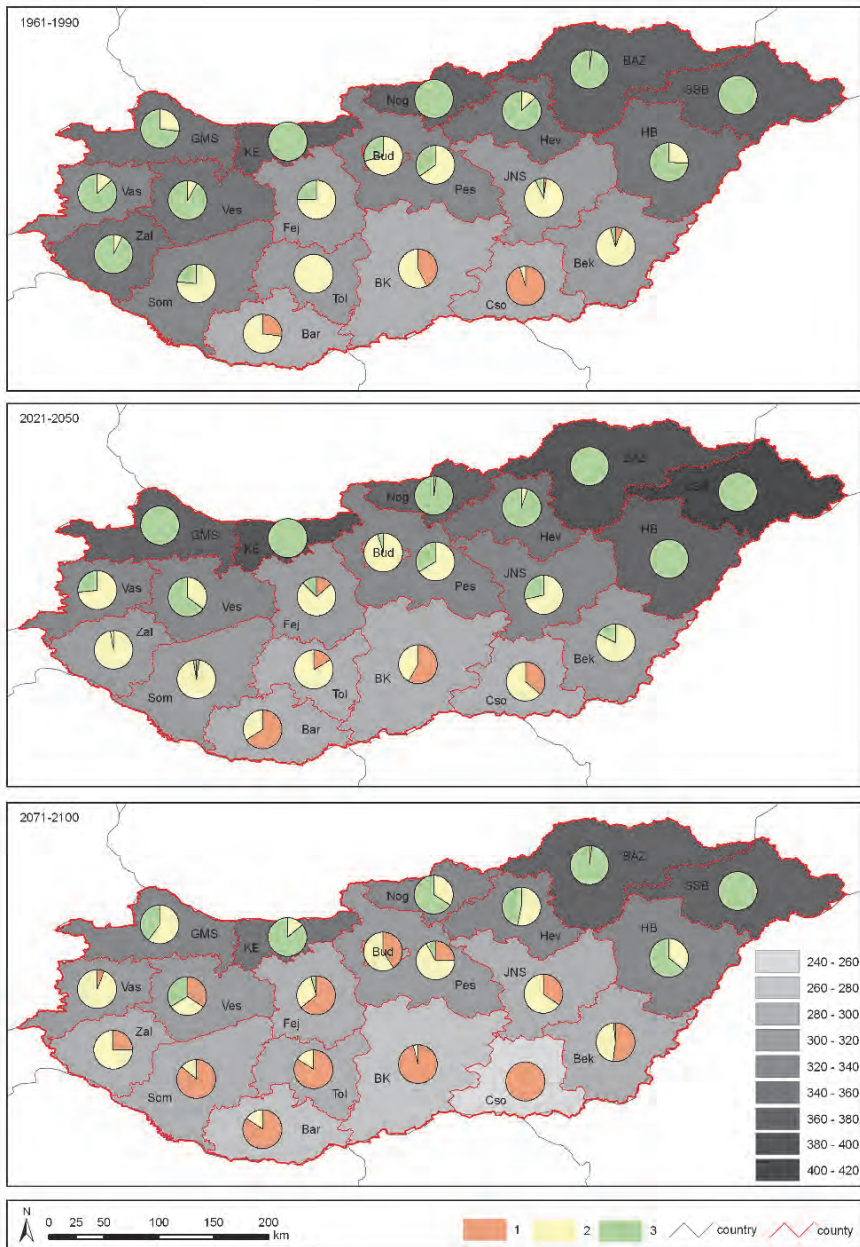 1961-1990
BAZ
SSB
Nog
GMS
KE
Hev
HB
Bud
Pes
JNS
Vas
Ves
Fej
Zal
Bek
BK
Som
Tol
Cso
Bar
2021-2050
BAZ
Nog
GMS
KE
Hev
HB
Bud
Pes
JNS
Vas
Ves
Fej
Zal
Bek
BK
Som
Tol
Cso
Bar
2071-2100
BAZ
SSB
Nog
GMS
KE
Hev
HB
Bud
Pes
JNS
Vas
Ves
Fej
Zal
Bek
BK
Som
Tol
Cso
Bar
240 - 260
260 - 280
280 - 300
300 - 320
320 - 340
340 - 360
360 - 380
380 - 400
400 - 420
N
0 25 50 100 150 200
km
1 2 3 country county